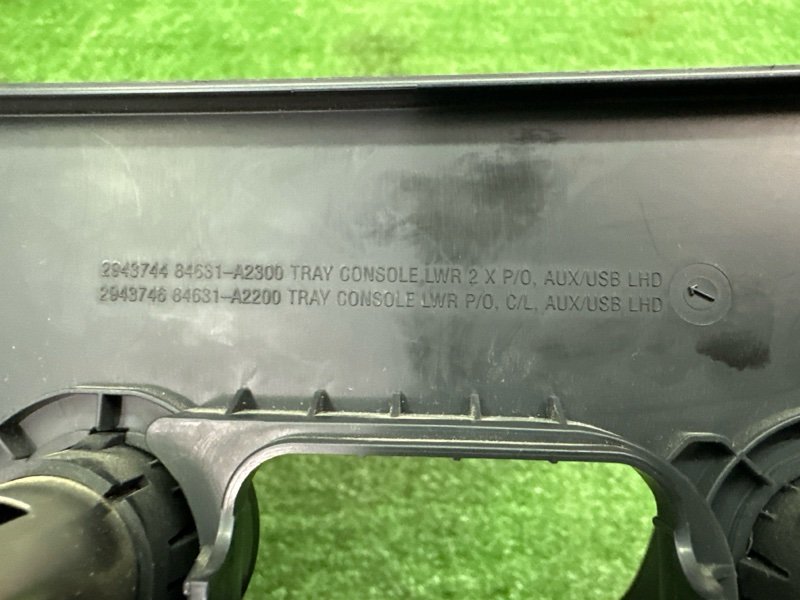 2943744 84631-A2300 TRAY CONSOLE LWR 2 X P/O, AUX/USB LHD
2943746 84631-A2200 TRAY CONSOLE LWR P/O, C/L, AUX/USB LHD
1